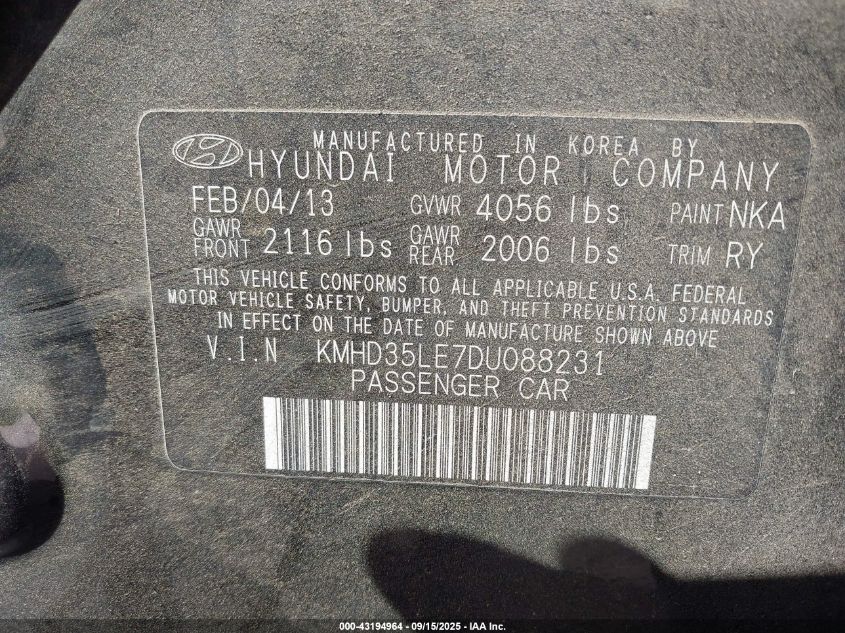 MANUFACTURED IN KOREA BY
HYUNDAI MOTOR COMPANY
FEB/04/13 GVWR 4056 lbs PAINT NKA
GAWR FRONT 2116 lbs GAWR REAR 2006 lbs TRIM RY
THIS VEHICLE CONFORMS TO ALL APPLICABLE U.S.A. FEDERAL
MOTOR VEHICLE SAFETY, BUMPER, AND THEFT PREVENTION STANDARDS
IN EFFECT ON THE DATE OF MANUFACTURE SHOWN ABOVE
V.I.N KMHD35LE7DU088231
PASSENGER CAR
000-43194964 - 09/15/2025 - IAA Inc.